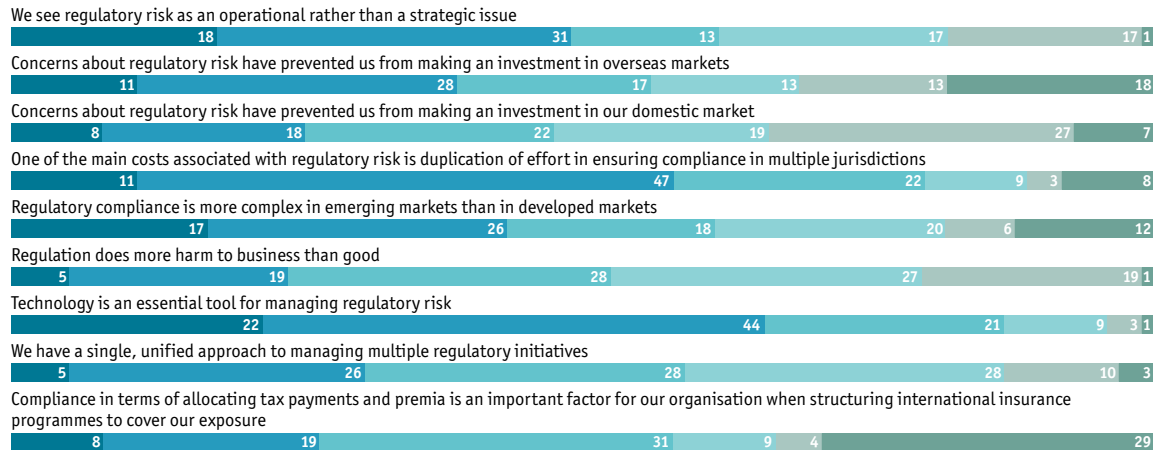 We see regulatory risk as an operational rather than a strategic issue
18 31 13 17 17 1
Concerns about regulatory risk have prevented us from making an investment in overseas markets
11 28 17 13 13 18
Concerns about regulatory risk have prevented us from making an investment in our domestic market
8 18 22 19 27 7
One of the main costs associated with regulatory risk is duplication of effort in ensuring compliance in multiple jurisdictions
11 47 22 9 3 8
Regulatory compliance is more complex in emerging markets than in developed markets
17 26 18 20 6 12
Regulation does more harm to business than good
5 19 28 27 19 1
Technology is an essential tool for managing regulatory risk
22 44 21 9 3 1
We have a single, unified approach to managing multiple regulatory initiatives
5 26 28 28 10 3
Compliance in terms of allocating tax payments and premia is an important factor for our organisation when structuring international insurance
programmes to cover our exposure
8 19 31 9 4 29